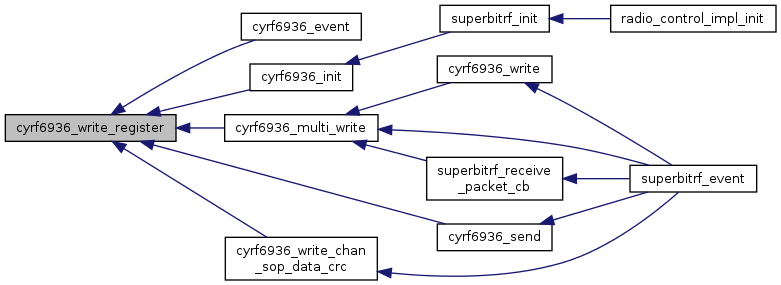 cyrf6936_event
superbitrf_init
radio_control_impl_init
cyrf6936_init
cyrf6936_write
cyrf6936_write_register
cyrf6936_multi_write
superbitrf_receive
_packet_cb
superbitrf_event
cyrf6936_send
cyrf6936_write_chan
_sop_data_crc